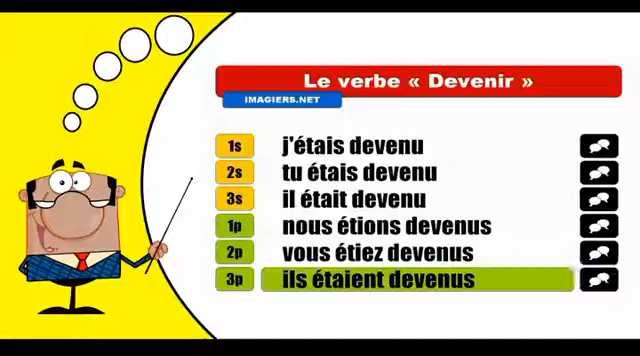 Le verbe « Devenir »
IMAGIERS.NET
1s j'étais devenu
2s tu étais devenu
3s il était devenu
1p nous étions devenus
2p vous étiez devenus
3p ils étaient devenus